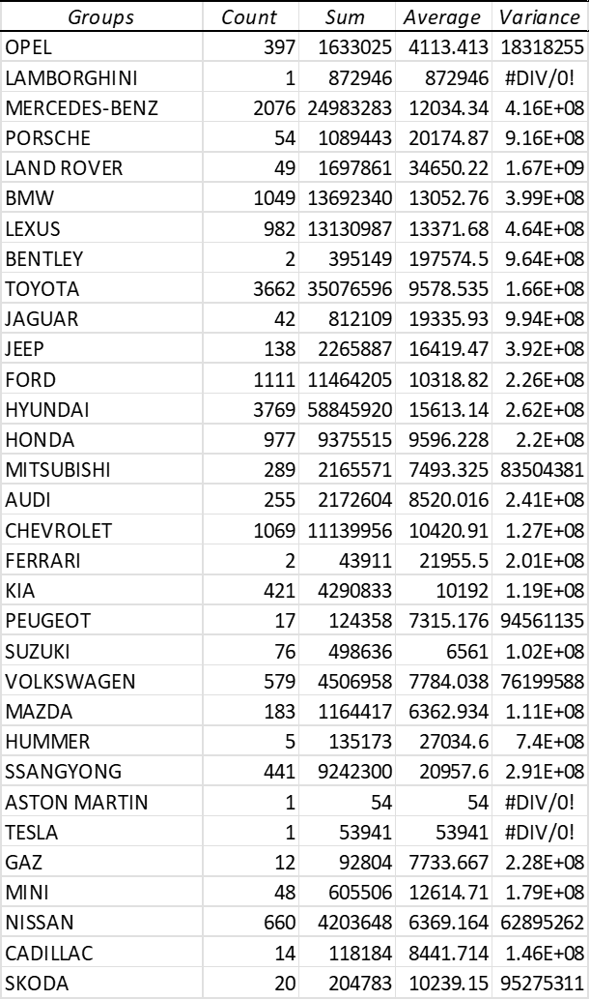 Groups Count Sum Average Variance
OPEL 397 1633025 4113.413 18318255
LAMBORGHINI 1 872946 872946 #DIV/0!
MERCEDES-BENZ 2076 24983283 12034.34 4.16E+08
PORSCHE 54 1089443 20174.87 9.16E+08
LAND ROVER 49 1697861 34650.22 1.67E+09
BMW 1049 13692340 13052.76 3.99E+08
LEXUS 982 13130987 13371.68 4.64E+08
BENTLEY 2 395149 197574.5 9.64E+08
TOYOTA 3662 35076596 9578.535 1.66E+08
JAGUAR 42 812109 19335.93 9.94E+08
JEEP 138 2265887 16419.47 3.92E+08
FORD 1111 11464205 10318.82 2.26E+08
HYUNDAI 3769 58845920 15613.14 2.62E+08
HONDA 977 9375515 9596.228 2.2E+08
MITSUBISHI 289 2165571 7493.325 83504381
AUDI 255 2172604 8520.016 2.41E+08
CHEVROLET 1069 11139956 10420.91 1.27E+08
FERRARI 2 43911 21955.5 2.01E+08
KIA 421 4290833 10192 1.19E+08
PEUGEOT 17 124358 7315.176 94561135
SUZUKI 76 498636 6561 1.02E+08
VOLKSWAGEN 579 4506958 7784.038 76199588
MAZDA 183 1164417 6362.934 1.11E+08
HUMMER 5 135173 27034.6 7.4E+08
SSANGYONG 441 9242300 20957.6 2.91E+08
ASTON MARTIN 1 54 54 #DIV/0!
TESLA 1 53941 53941 #DIV/0!
GAZ 12 92804 7733.667 2.28E+08
MINI 48 605506 12614.71 1.79E+08
NISSAN 660 4203648 6369.164 62895262
CADILLAC 14 118184 8441.714 1.46E+08
SKODA 20 204783 10239.15 95275311